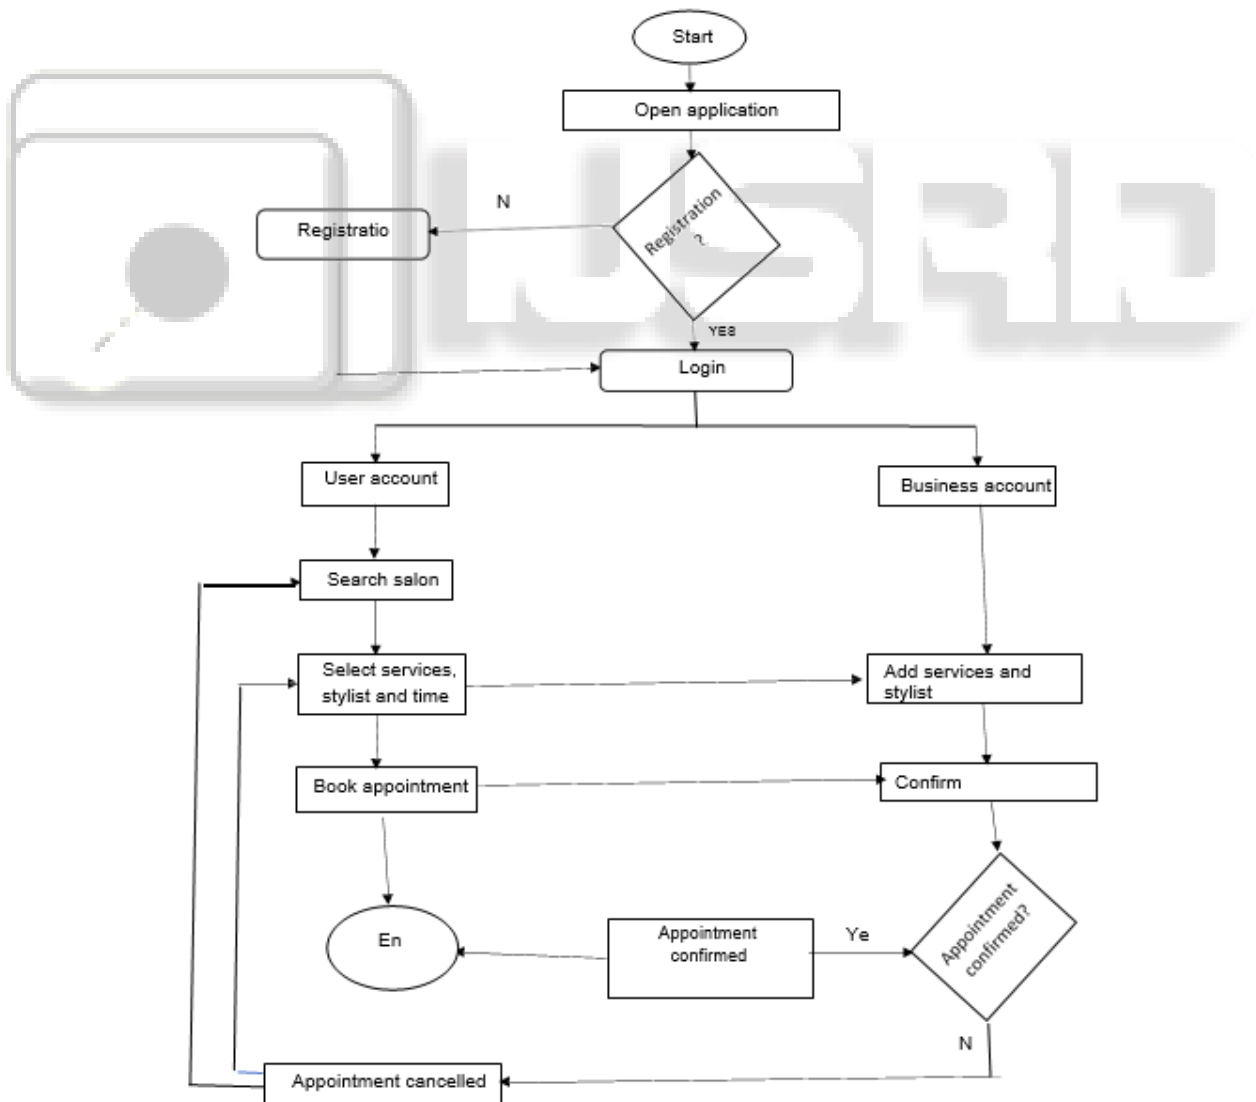 Start
Open application
Registration
?
N
Registratio
YES
Login
User account
Business account
Search salon
Select services,
stylist and time
Add services and
stylist
Book appointment
Confirm
Appointment
confirmed?
En
Appointment
confirmed
Ye
N
Appointment cancelled
IJSRD